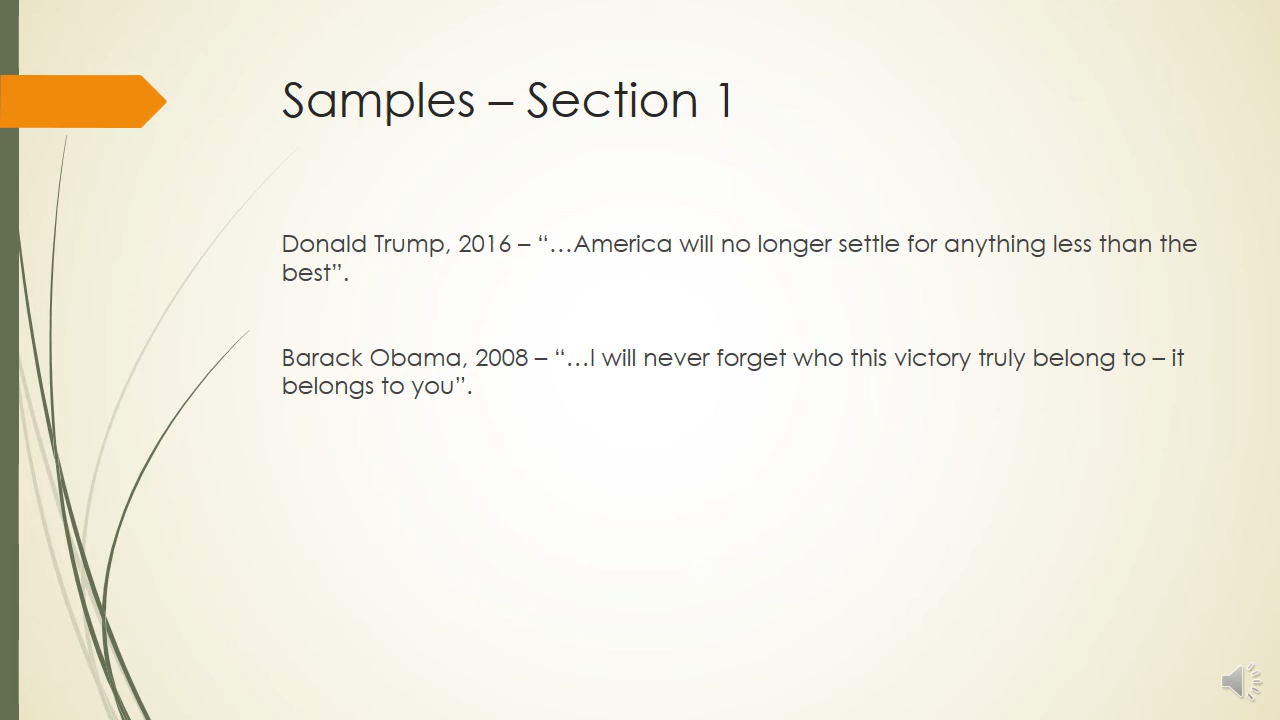 Samples – Section 1
Donald Trump, 2016 – “…America will no longer settle for anything less than the
best”.
Barack Obama, 2008 – “…I will never forget who this victory truly belong to – it
belongs to you”.